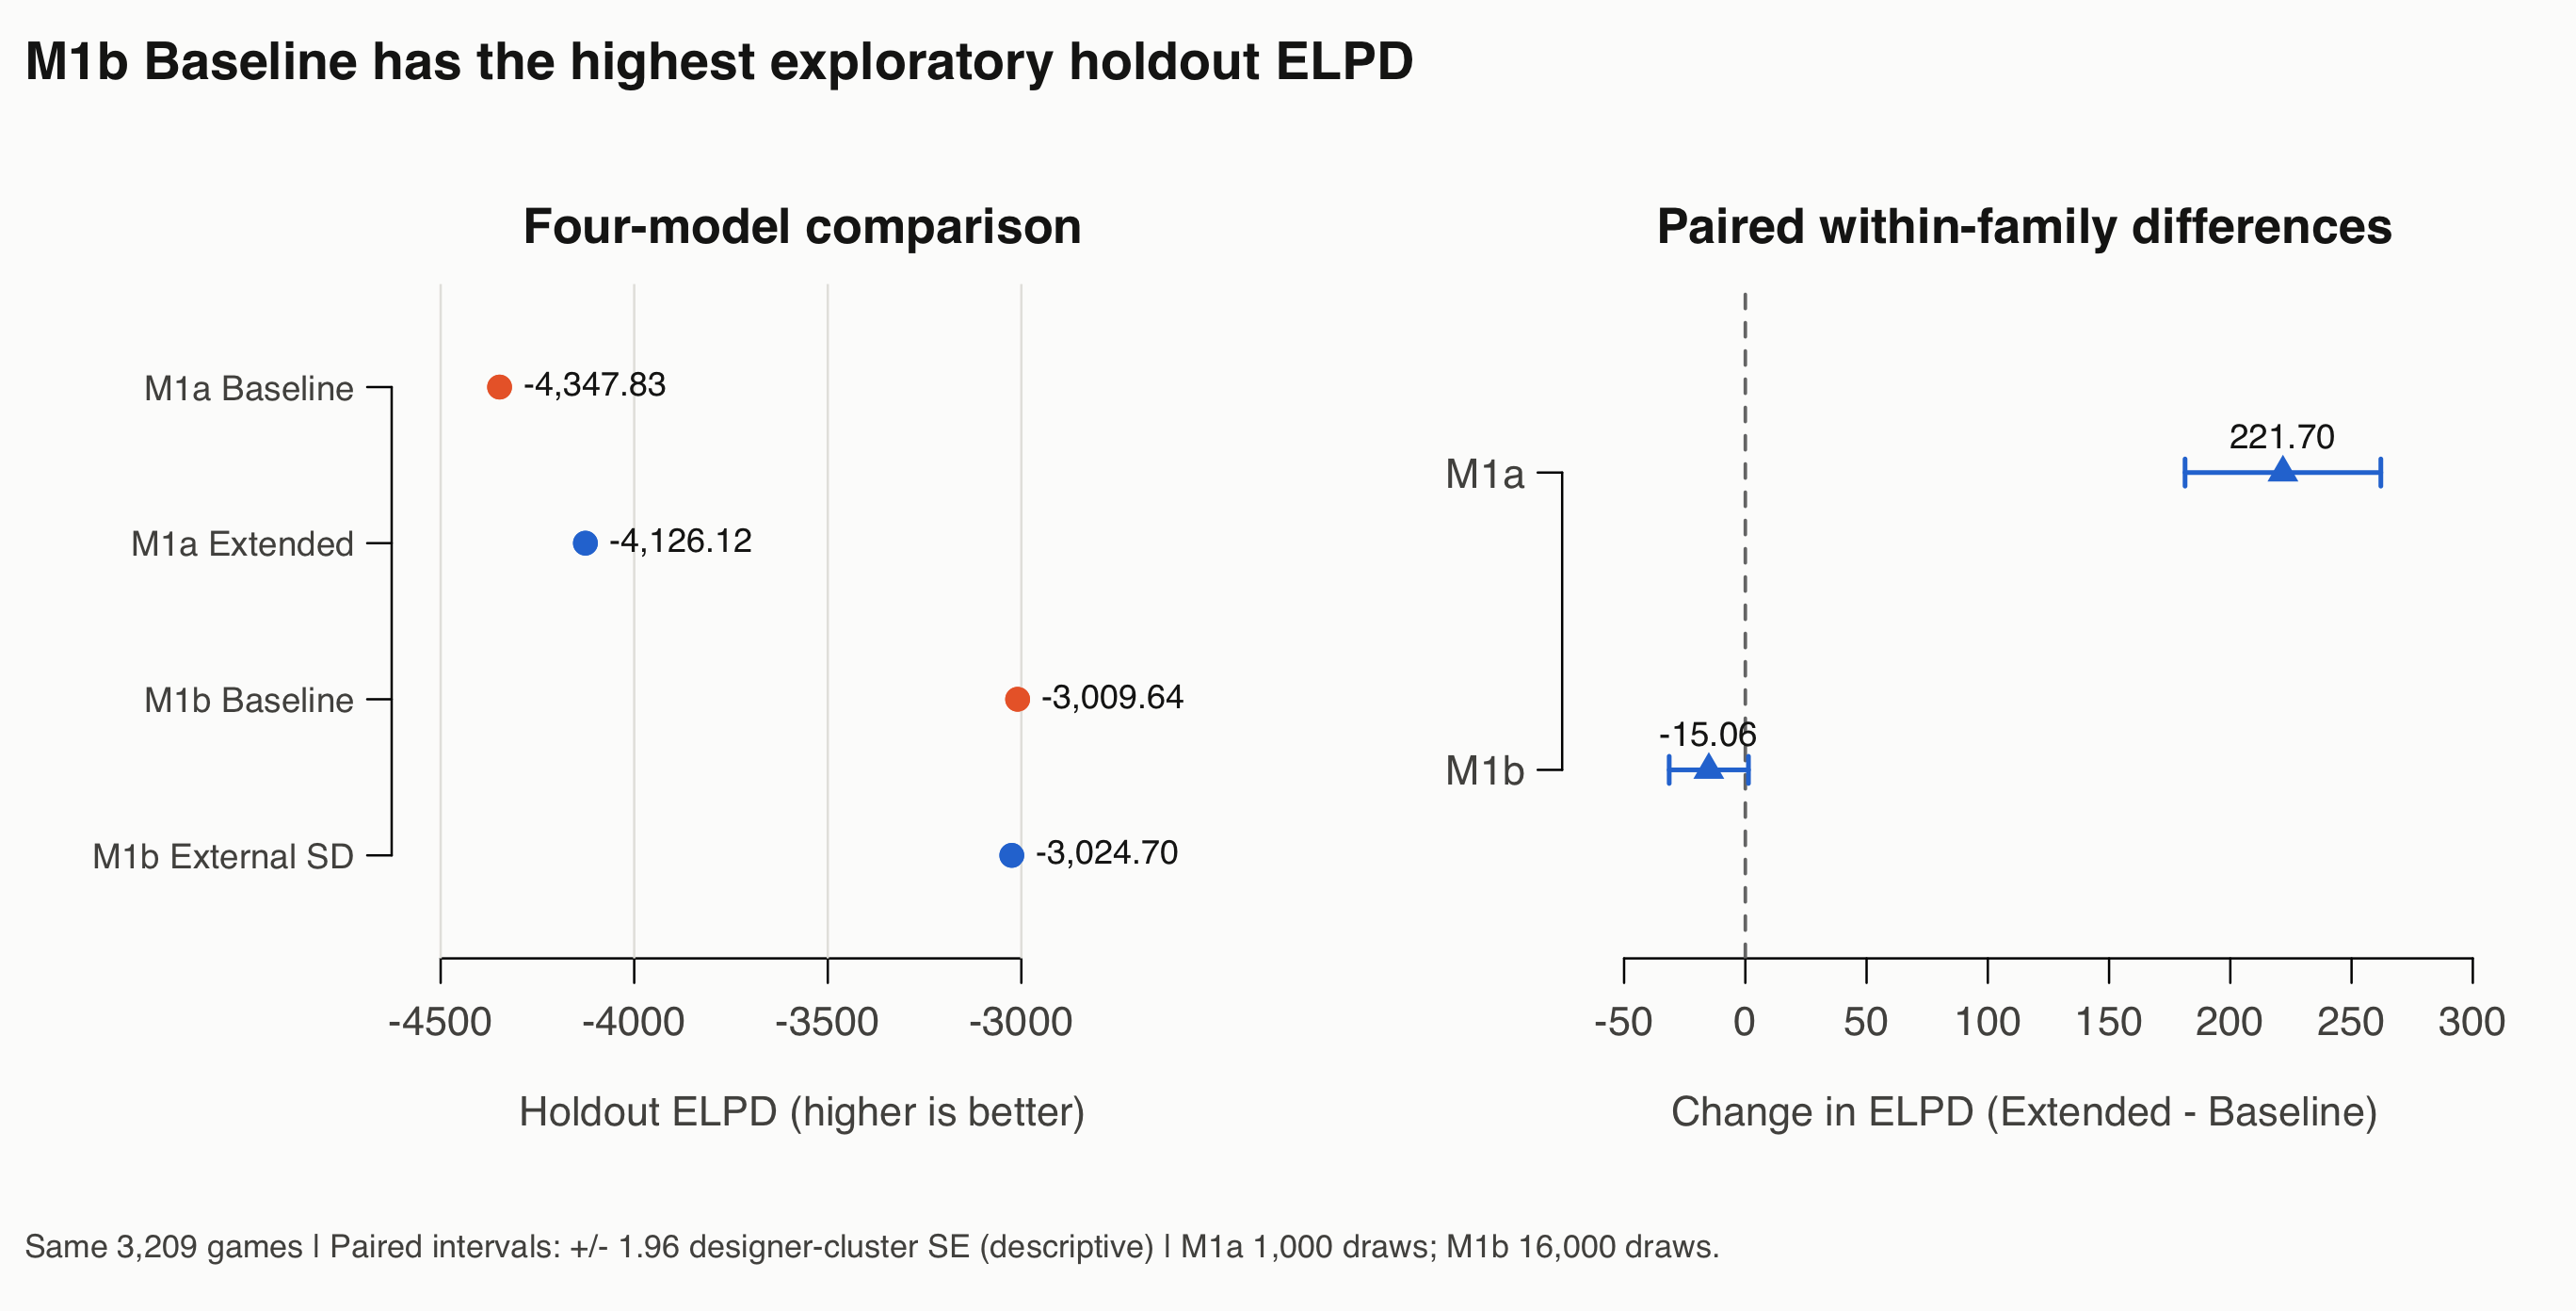 M1b Baseline has the highest exploratory holdout ELPD
Four-model comparison
M1a Baseline
-4,347.83
M1a Extended
-4,126.12
M1b Baseline
-3,009.64
M1b External SD
-3,024.70
-4500 -4000 -3500 -3000
Holdout ELPD (higher is better)
Paired within-family differences
221.70
M1a
-15.06
M1b
-50 0 50 100 150 200 250 300
Change in ELPD (Extended - Baseline)
Same 3,209 games | Paired intervals: +/- 1.96 designer-cluster SE (descriptive) | M1a 1,000 draws; M1b 16,000 draws.